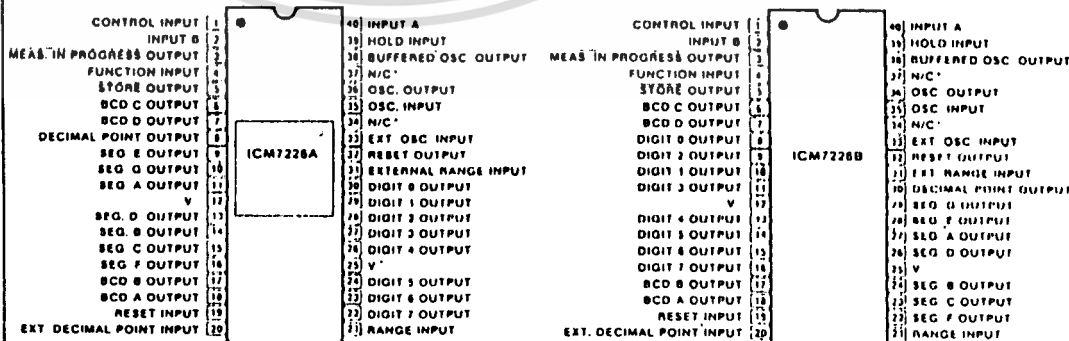 CONTROL INPUT 1
INPUT B 2
MEAS. IN PROGRESS OUTPUT 3
FUNCTION INPUT 4
STORE OUTPUT 5
BCD C OUTPUT 6
BCD D OUTPUT 7
DECIMAL POINT OUTPUT 8
SEG E OUTPUT 9
SEG G OUTPUT 10
SEG A OUTPUT 11
V 12
SEG. D OUTPUT 13
SEG. B OUTPUT 14
SEG C OUTPUT 15
SEG F OUTPUT 16
BCD B OUTPUT 17
BCD A OUTPUT 18
RESET INPUT 19
EXT. DECIMAL POINT INPUT 20
ICM7226A
40 INPUT A
39 HOLD INPUT
38 BUFFERED OSC OUTPUT
37 N/C*
36 OSC. OUTPUT
35 OSC. INPUT
34 N/C*
33 EXT OSC INPUT
32 RESET OUTPUT
31 EXTERNAL RANGE INPUT
30 DIGIT 0 OUTPUT
29 DIGIT 1 OUTPUT
28 DIGIT 2 OUTPUT
27 DIGIT 3 OUTPUT
26 DIGIT 4 OUTPUT
25 V+
24 DIGIT 5 OUTPUT
23 DIGIT 6 OUTPUT
22 DIGIT 7 OUTPUT
21 RANGE INPUT
CONTROL INPUT 1
INPUT B 2
MEAS IN PROGRESS OUTPUT 3
FUNCTION INPUT 4
STORE OUTPUT 5
BCD C OUTPUT 6
BCD D OUTPUT 7
DIGIT 0 OUTPUT 8
DIGIT 2 OUTPUT 9
DIGIT 1 OUTPUT 10
DIGIT 3 OUTPUT 11
V 12
DIGIT 4 OUTPUT 13
DIGIT 5 OUTPUT 14
DIGIT 6 OUTPUT 15
DIGIT 7 OUTPUT 16
BCD B OUTPUT 17
BCD A OUTPUT 18
RESET INPUT 19
EXT. DECIMAL POINT INPUT 20
ICM7226B
40 INPUT A
39 HOLD INPUT
38 BUFFERED OSC OUTPUT
37 N/C*
36 OSC OUTPUT
35 OSC INPUT
34 N/C*
33 EXT OSC INPUT
32 RESET OUTPUT
31 EXT RANGE INPUT
30 DECIMAL POINT OUTPUT
29 SEG G OUTPUT
28 SEG E OUTPUT
27 SEG A OUTPUT
26 SEG D OUTPUT
25 V
24 SEG B OUTPUT
23 SEG C OUTPUT
22 SEG F OUTPUT
21 RANGE INPUT